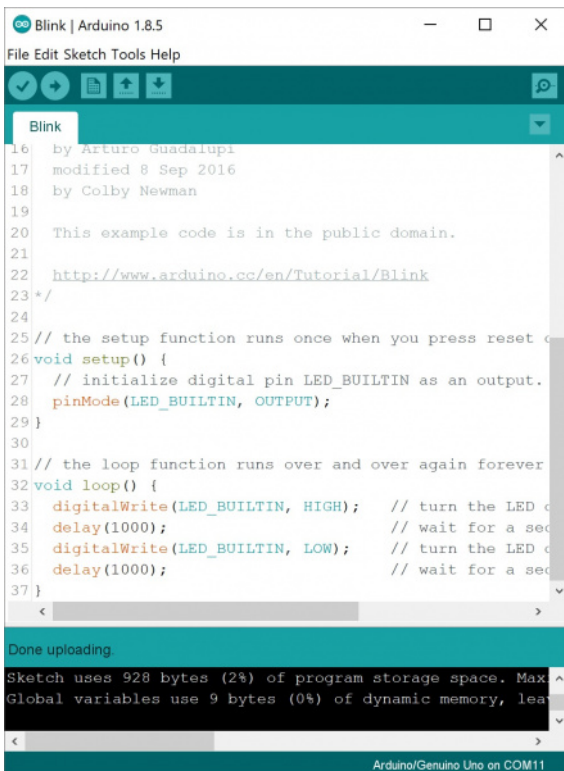 Blink | Arduino 1.8.5
File Edit Sketch Tools Help
Blink
16 by Arturo Guadalupi
17 modified 8 Sep 2016
18 by Colby Newman
19
20 This example code is in the public domain.
21
22 http://www.arduino.cc/en/Tutorial/Blink
23 */
24
25 // the setup function runs once when you press reset
26 void setup() {
27 // initialize digital pin LED_BUILTIN as an output.
28 pinMode(LED_BUILTIN, OUTPUT);
29 }
30
31 // the loop function runs over and over again forever
32 void loop() {
33 digitalWrite(LED_BUILTIN, HIGH); // turn the LED
34 delay(1000); // wait for a sec
35 digitalWrite(LED_BUILTIN, LOW); // turn the LED
36 delay(1000); // wait for a sec
37 }
Done uploading.
Sketch uses 928 bytes (2%) of program storage space. Maxi
Global variables use 9 bytes (0%) of dynamic memory, lea
Arduino/Genuino Uno on COM11